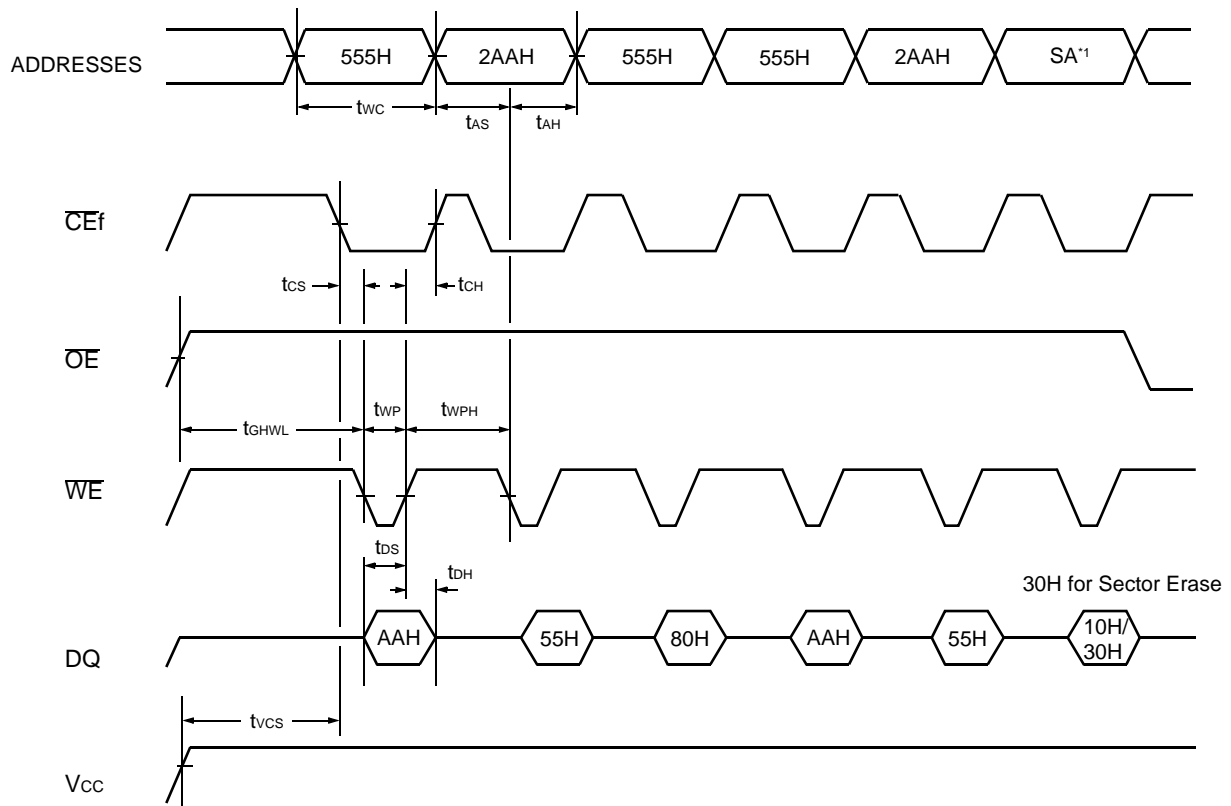 ADDRESSES 555H 2AAH 555H 555H 2AAH SA*1
tWC tAS tAH
CEf
tCS tCH
OE
tGHWL tWP tWPH
WE
tDS
tDH
30H for Sector Erase
DQ AAH 55H 80H AAH 55H 10H/
30H
tVCS
VCC